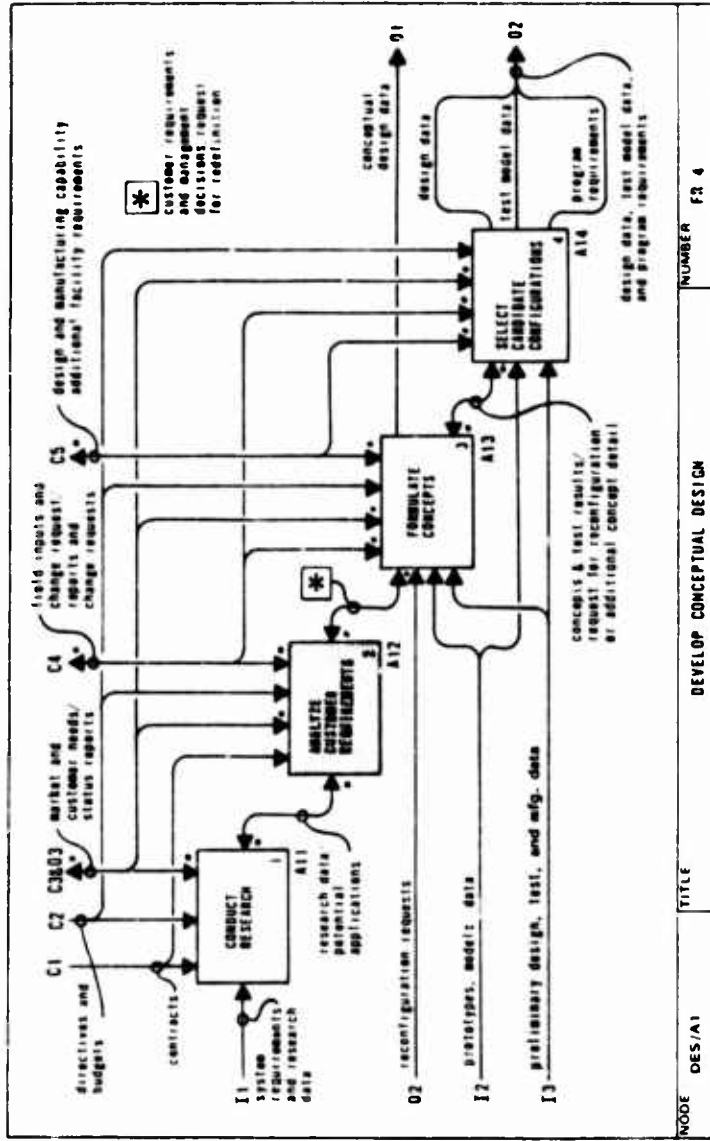 C1
C2
C3&O3
C4
C5
directives and
budgets
contracts
market and
customer needs/
status reports
field inputs and
change request/
reports and
change requests
design and manufacturing capability
additional facility requirements
*
customer requirements
and management
decisions request
for redefinition
I1
system
requirements
and research
data
CONDUCT
RESEARCH
1
A11
research data
potential
applications
ANALYZE
CUSTOMER
REQUIREMENTS
A12
*
FORMULATE
CONCEPTS
3
A13
conceptual
design data
O1
SELECT
CANDIDATE
CONFIGURATIONS
4
A14
design data
test model data
program
requirements
O2
design data, test model data,
and program requirements
concepts & test results/
request for reconfiguration
or additional concept detail
O2
reconfiguration requests
I2
prototypes, models data
I3
preliminary design, test, and mfg. data
NODE
DES/A1
TITLE
DEVELOP CONCEPTUAL DESIGN
NUMBER